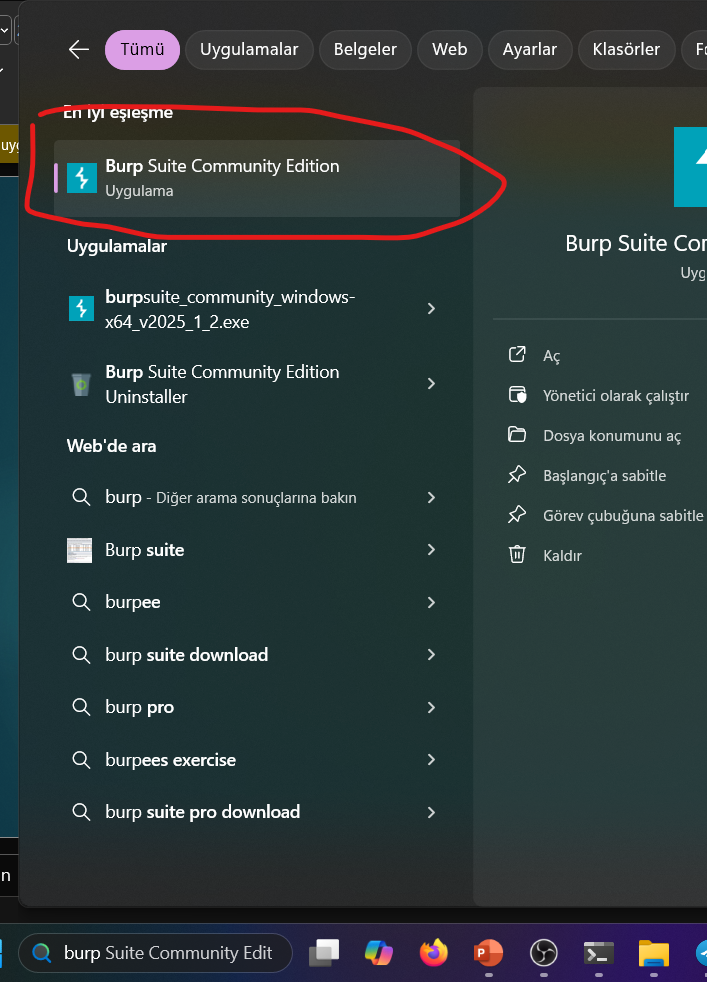 Tümü
Uygulamalar
Belgeler
Web
Ayarlar
Klasörler
En iyi eşleşme
Burp Suite Community Edition
Uygulama
Uygulamalar
burpsuite_community_windows-
x64_v2025_1_2.exe
Burp Suite Community Edition
Uninstaller
Web'de ara
burp - Diğer arama sonuçlarına bakın
Burp suite
burpee
burp suite download
burp pro
burpees exercise
burp suite pro download
Burp Suite Cor
Uyg
Aç
Yönetici olarak çalıştır
Dosya konumunu aç
Başlangıç'a sabitle
Görev çubuğuna sabitle
Kaldır
burp Suite Community Edit